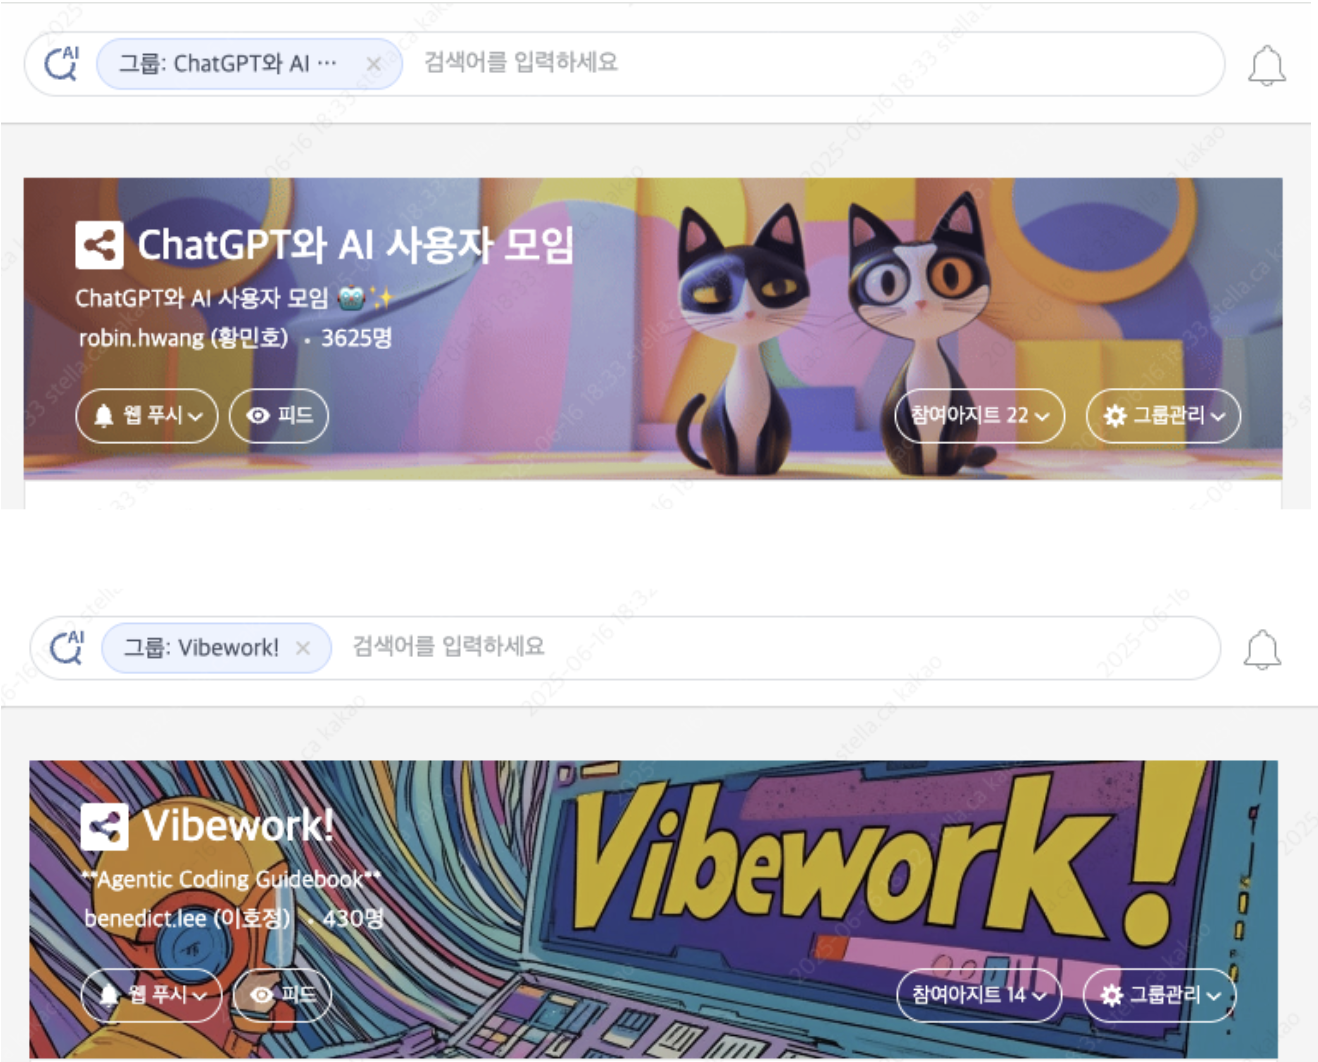 AI
그룹: ChatGPT와 AI ···
검색어를 입력하세요
ChatGPT와 AI 사용자 모임
ChatGPT와 AI 사용자 모임 🤖✨
robin.hwang (황민호) • 3625명
웹 푸시
피드
참여아지트 22
그룹관리
AI
그룹: Vibework!
검색어를 입력하세요
Vibework!
**Agentic Coding Guidebook**
benedict.lee (이호정) • 430명
Vibework!
웹 푸시
피드
참여아지트 14
그룹관리